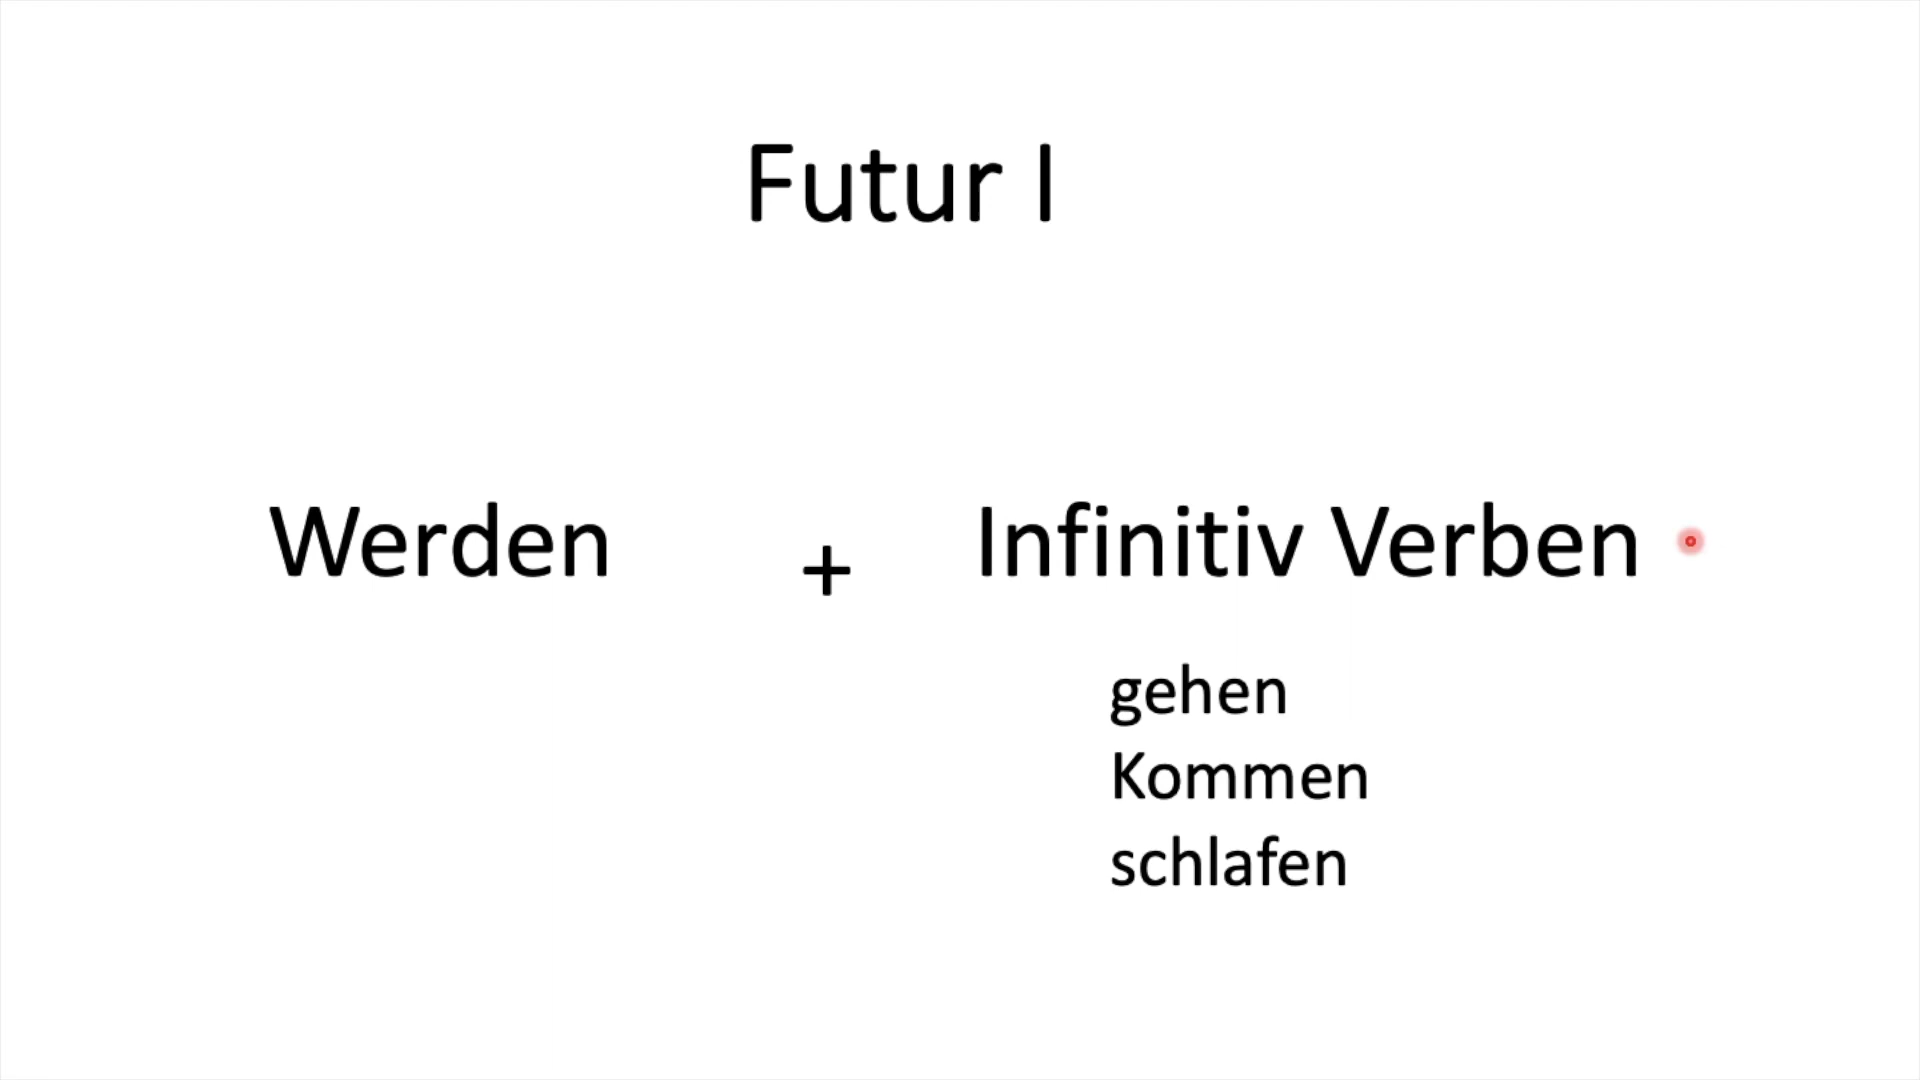 Futur I
Werden + Infinitiv Verben
gehen
Kommen
schlafen